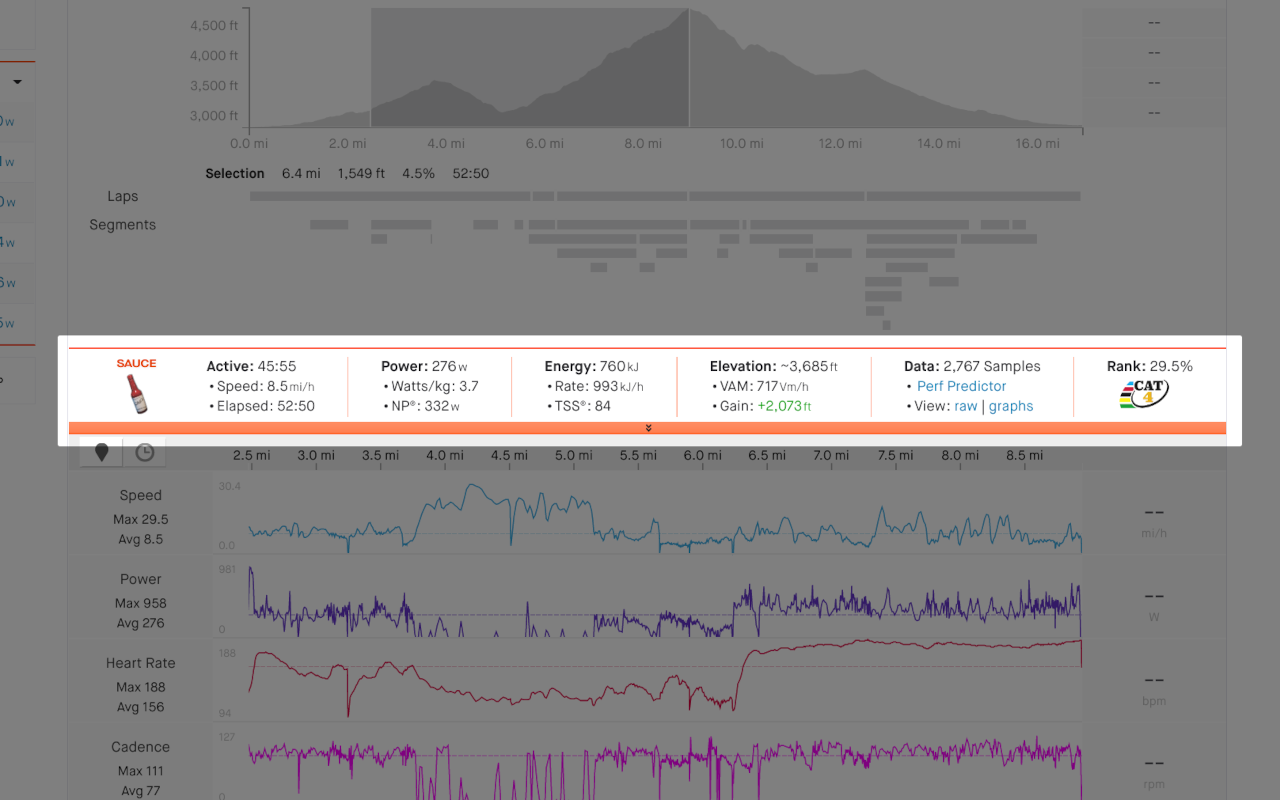 4,500 ft
4,000 ft
3,500 ft
3,000 ft
--
--
--
--
0.0 mi 2.0 mi 4.0 mi 6.0 mi 8.0 mi 10.0 mi 12.0 mi 14.0 mi 16.0 mi
w
w
w
w
w
w
Selection 6.4 mi 1,549 ft 4.5% 52:50
Laps
Segments
SAUCE
Active: 45:55
• Speed: 8.5 mi/h
• Elapsed: 52:50
Power: 276 w
• Watts/kg: 3.7
• NP®: 332 w
Energy: 760 kJ
• Rate: 993 kJ/h
• TSS®: 84
Elevation: ~3,685 ft
• VAM: 717 Vm/h
• Gain: +2,073 ft
Data: 2,767 Samples
• Perf Predictor
• View: raw | graphs
Rank: 29.5%
CAT
4
2.5 mi 3.0 mi 3.5 mi 4.0 mi 4.5 mi 5.0 mi 5.5 mi 6.0 mi 6.5 mi 7.0 mi 7.5 mi 8.0 mi 8.5 mi
Speed
Max 29.5
Avg 8.5
30.4
0.0
--
mi/h
Power
Max 958
Avg 276
981
0
--
W
Heart Rate
Max 188
Avg 156
188
94
--
bpm
Cadence
Max 111
Avg 77
127
0
--
rpm